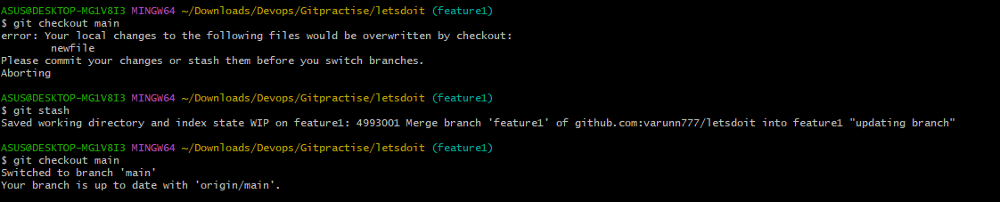 ASUS@DESKTOP-MG1V8I3 MINGW64 ~/Downloads/Devops/Gitpractise/letsdoit (feature1)
$ git checkout main
error: Your local changes to the following files would be overwritten by checkout:
        newfile
Please commit your changes or stash them before you switch branches.
Aborting
ASUS@DESKTOP-MG1V8I3 MINGW64 ~/Downloads/Devops/Gitpractise/letsdoit (feature1)
$ git stash
Saved working directory and index state WIP on feature1: 4993001 Merge branch 'feature1' of github.com:varunn777/letsdoit into feature1 "updating branch"
ASUS@DESKTOP-MG1V8I3 MINGW64 ~/Downloads/Devops/Gitpractise/letsdoit (feature1)
$ git checkout main
Switched to branch 'main'
Your branch is up to date with 'origin/main'.